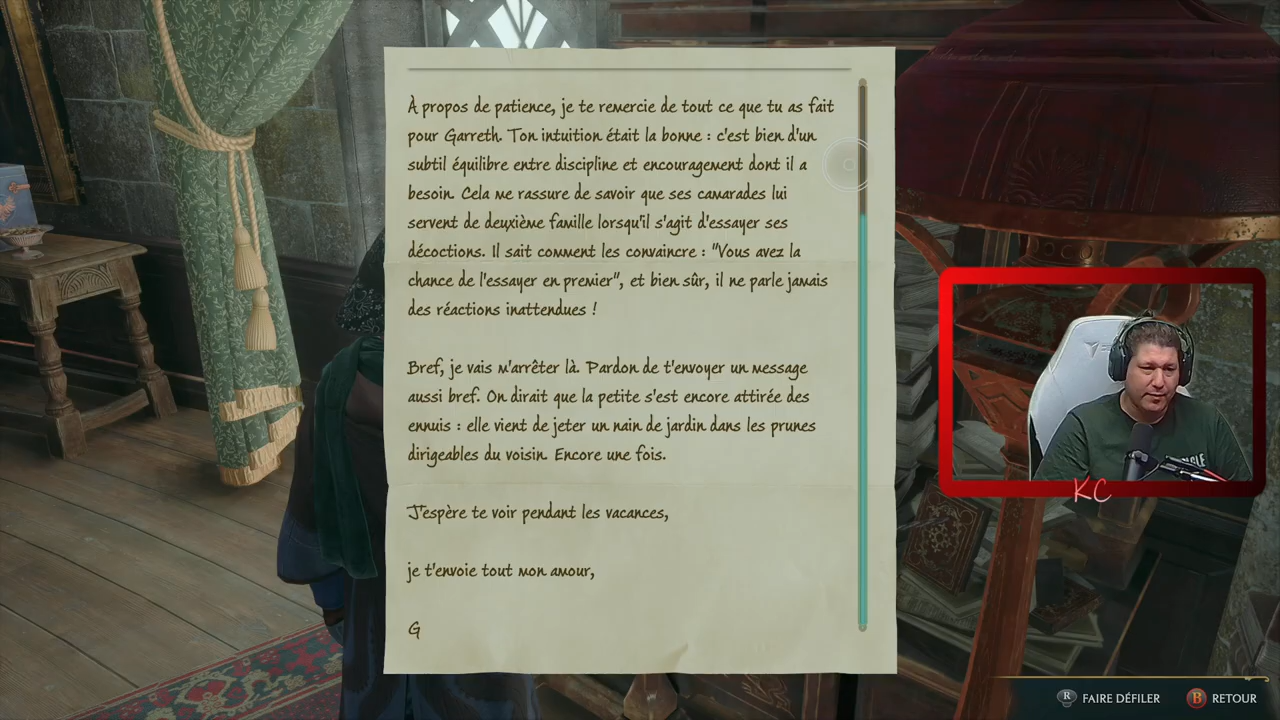 À propos de patience, je te remercie de tout ce que tu as fait
pour Garreth. Ton intuition était la bonne : c'est bien d'un
subtil équilibre entre discipline et encouragement dont il a
besoin. Cela me rassure de savoir que ses camarades lui
servent de deuxième famille lorsqu'il s'agit d'essayer ses
décoctions. Il sait comment les convaincre : "Vous avez la
chance de l'essayer en premier", et bien sûr, il ne parle jamais
des réactions inattendues !
Bref, je vais m'arrêter là. Pardon de t'envoyer un message
aussi bref. On dirait que la petite s'est encore attirée des
ennuis : elle vient de jeter un nain de jardin dans les prunes
dirigeables du voisin. Encore une fois.
J'espère te voir pendant les vacances,
je t'envoie tout mon amour,
G
KC
R FAIRE DÉFILER
B RETOUR